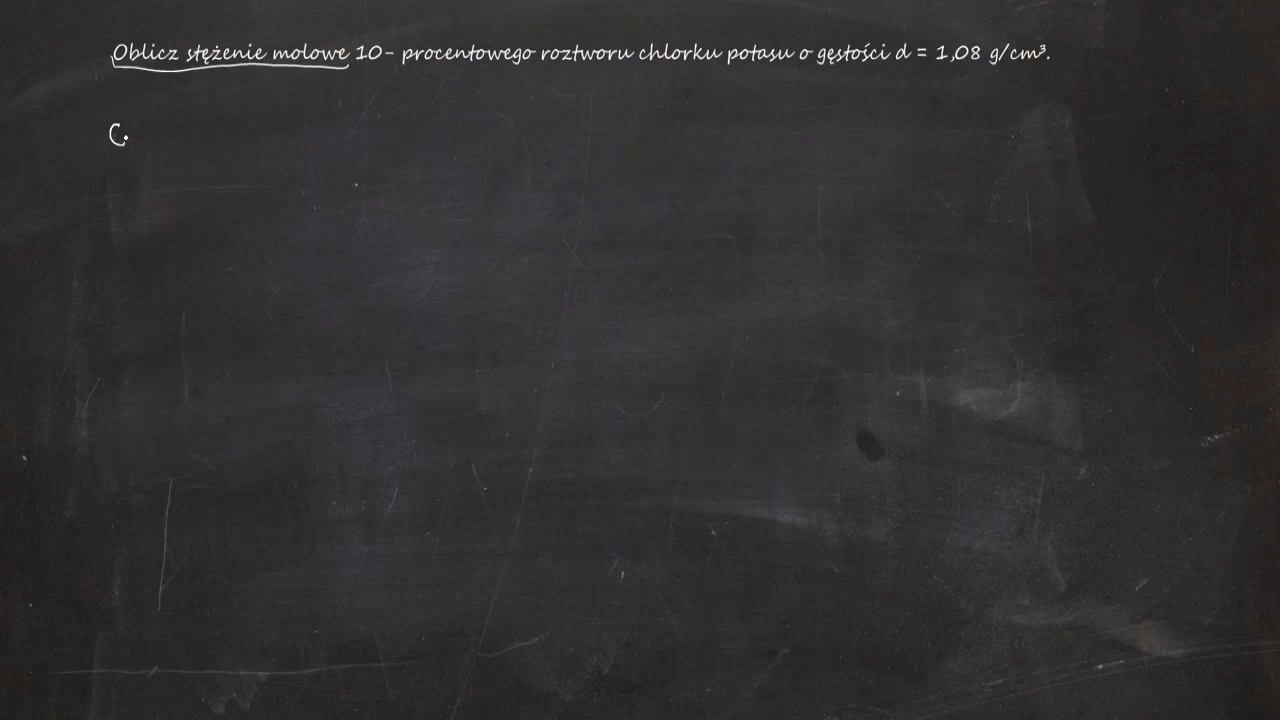 Oblicz stężenie molowe 10- procentowego roztworu chlorku potasu o gęstości d = 1,08 g/cm³.
C.